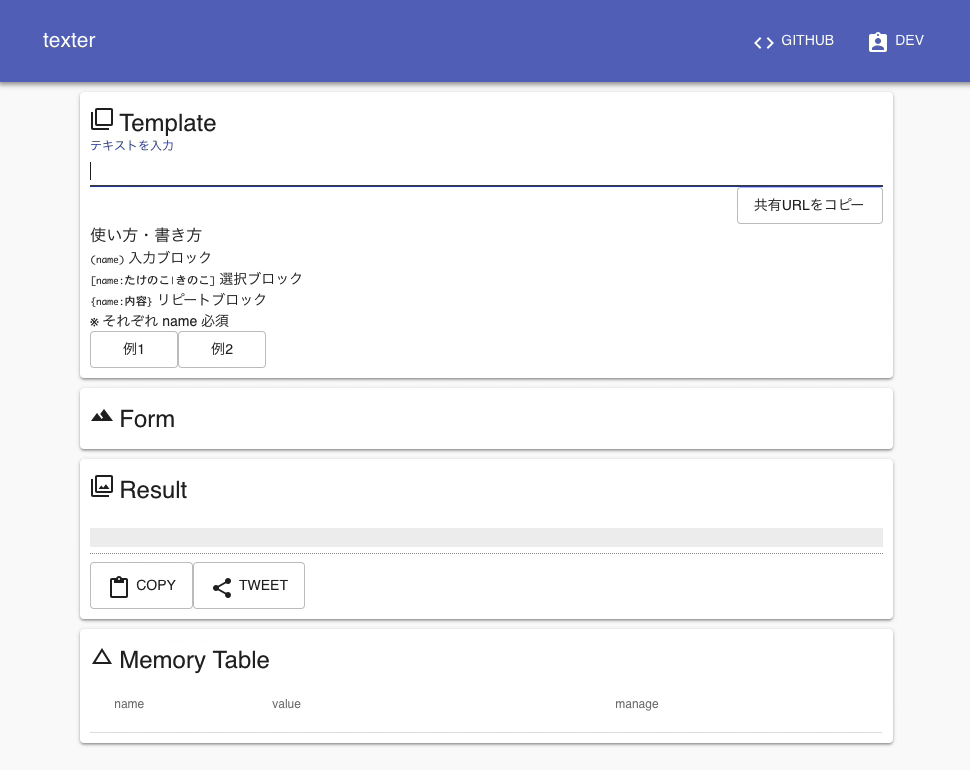 texter
GITHUB DEV
Template
テキストを入力
共有URLをコピー
使い方・書き方
(name) 入力ブロック
[name:たけのこ|きのこ] 選択ブロック
{name:内容} リピートブロック
※ それぞれ name 必須
例1 例2
Form
Result
COPY TWEET
Memory Table
name value manage